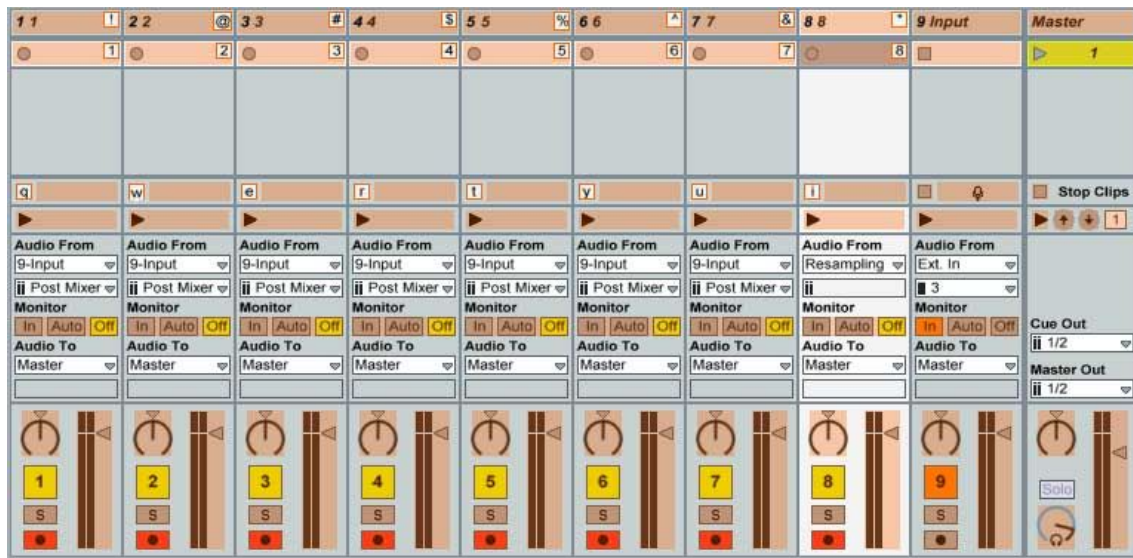 1 1 ! 2 2 @ 3 3 # 4 4 $ 5 5 % 6 6 ^ 7 7 & 8 8 * 9 Input Master
1 2 3 4 5 6 7 8 1
q w e r t y u i Stop Clips
1
Audio From Audio From Audio From Audio From Audio From Audio From Audio From Audio From Audio From
9-Input 9-Input 9-Input 9-Input 9-Input 9-Input 9-Input Resampling Ext. In
Post Mixer Post Mixer Post Mixer Post Mixer Post Mixer Post Mixer Post Mixer 3
Monitor Monitor Monitor Monitor Monitor Monitor Monitor Monitor Monitor
In Auto Off In Auto Off In Auto Off In Auto Off In Auto Off In Auto Off In Auto Off In Auto Off In Auto Off Cue Out
Audio To Audio To Audio To Audio To Audio To Audio To Audio To Audio To Audio To 1/2
Master Master Master Master Master Master Master Master Master Master Out
1/2
1 2 3 4 5 6 7 8 9 Solo
S S S S S S S S S